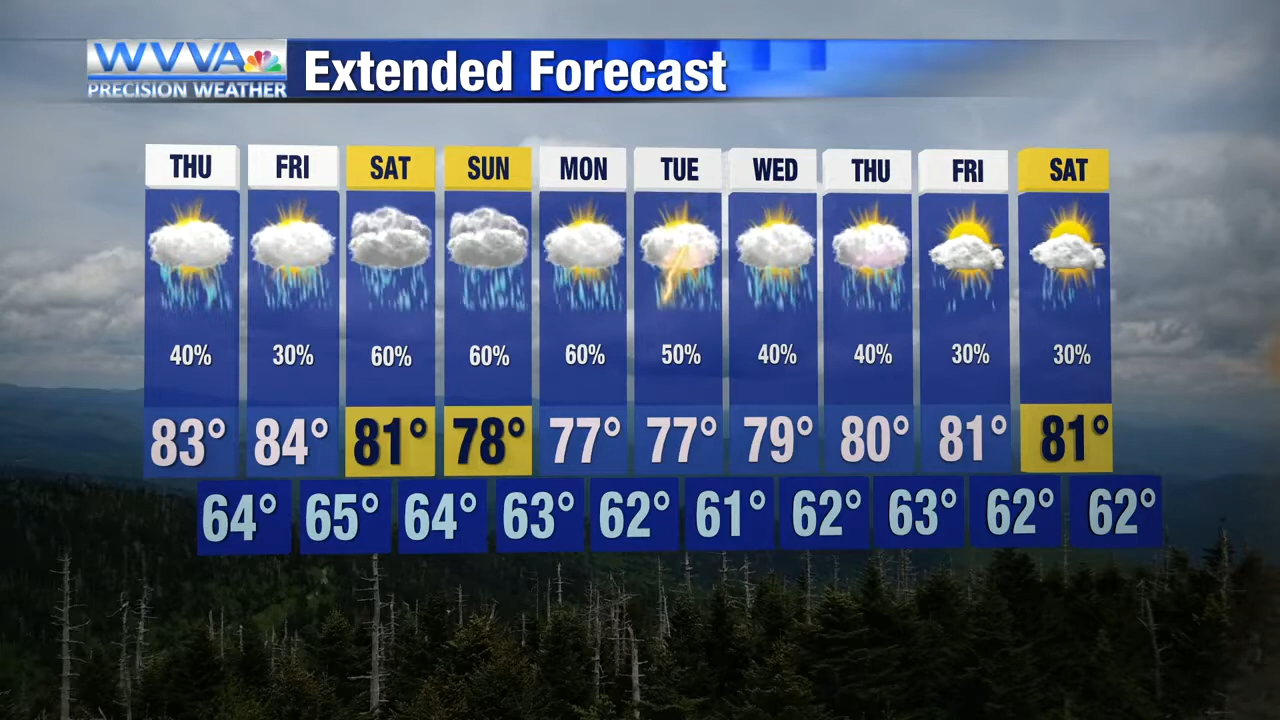 WVVA
PRECISION WEATHER
Extended Forecast
THU FRI SAT SUN MON TUE WED THU FRI SAT
40% 30% 60% 60% 60% 50% 40% 40% 30% 30%
83° 84° 81° 78° 77° 77° 79° 80° 81° 81°
64° 65° 64° 63° 62° 61° 62° 63° 62° 62°